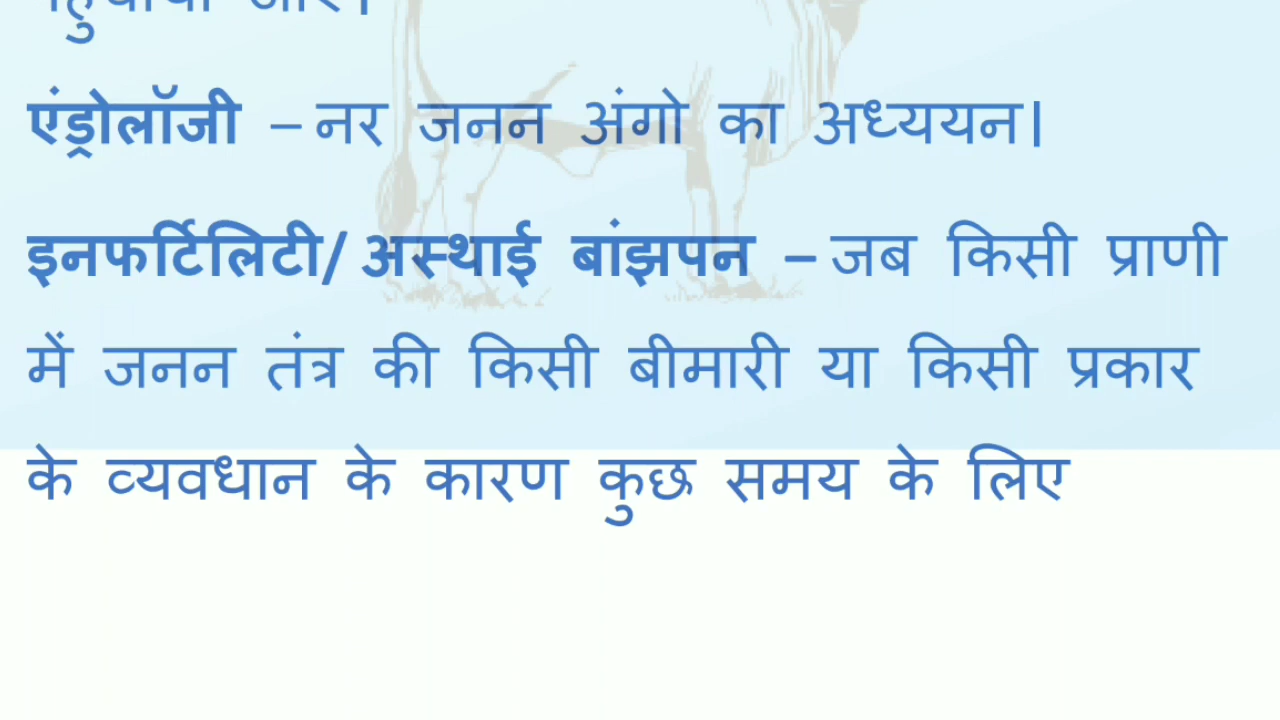 एंड्रोलॉजी – नर जनन अंगो का अध्ययन।
इनफर्टिलिटी/ अस्थाई बांझपन – जब किसी प्राणी
में जनन तंत्र की किसी बीमारी या किसी प्रकार
के व्यवधान के कारण कुछ समय के लिए